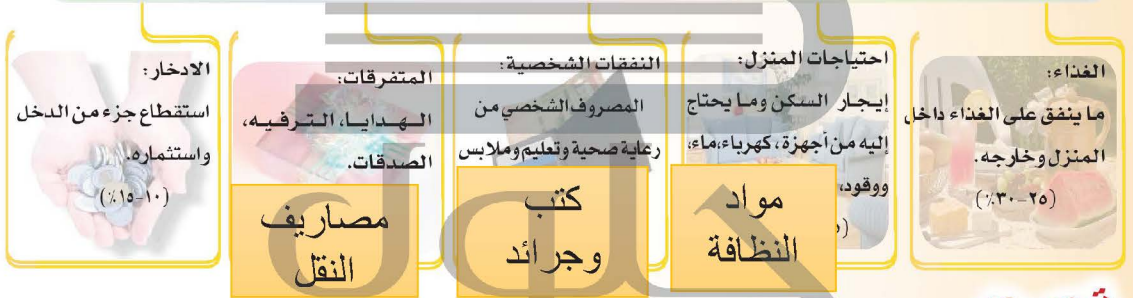 الغذاء:
ما ينفق على الغذاء داخل
المنزل وخارجه.
(٢٥-٣٠٪)
احتياجات المنزل:
إيجار السكن وما يحتاج
إليه من أجهزة، كهرباء، ماء،
ووقود،
مواد
النظافة
النفقات الشخصية:
المصروف الشخصي من
رعاية صحية وتعليم وملابس
كتب
وجرائد
المتفرقات:
الهدايا، الترفيه،
الصدقات.
مصاريف
النقل
الادخار:
استقطاع جزء من الدخل
واستثماره.
(١٠-١٥٪)